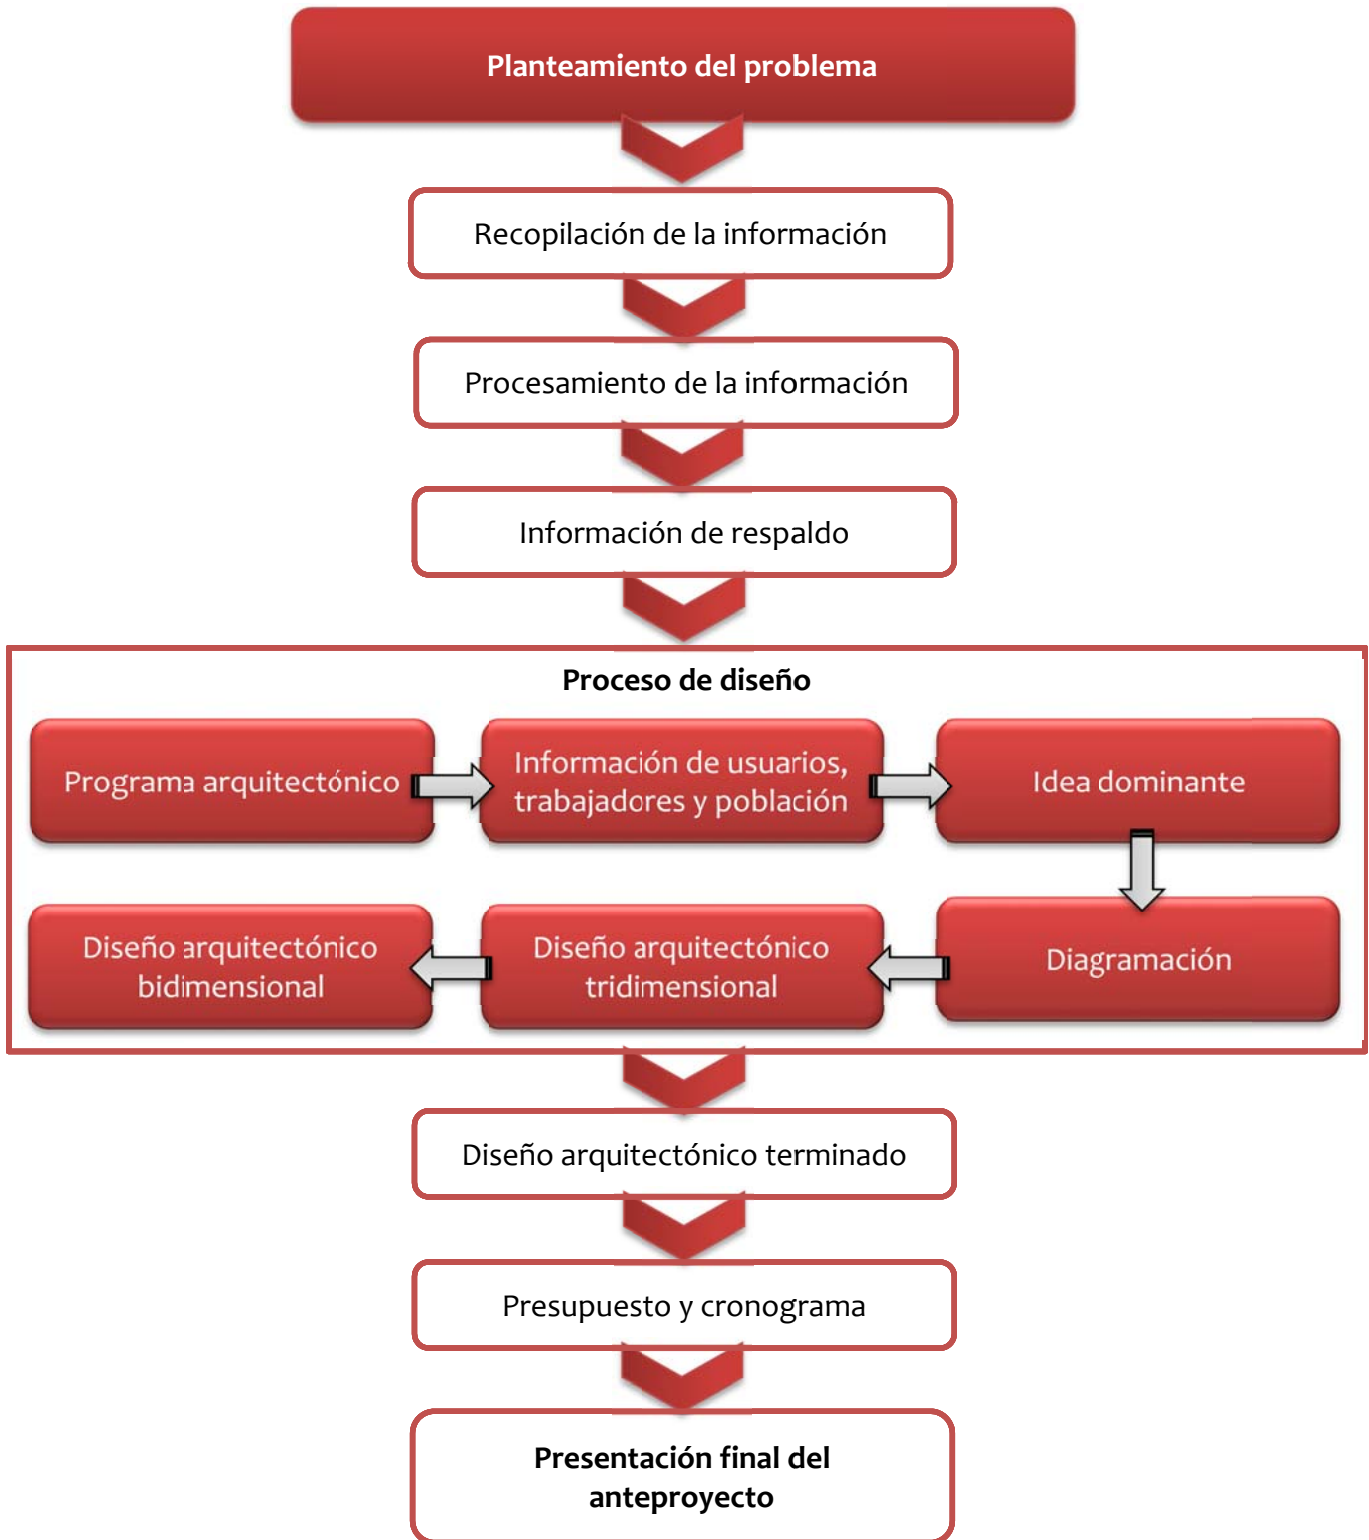 Planteamiento del problema
Recopilación de la información
Procesamiento de la información
Información de respaldo
Proceso de diseño
Programa arquitectónico
Información de usuarios,
trabajadores y población
Idea dominante
Diagramación
Diseño arquitectónico
tridimensional
Diseño arquitectónico
bidimensional
Diseño arquitectónico terminado
Presupuesto y cronograma
Presentación final del
anteproyecto